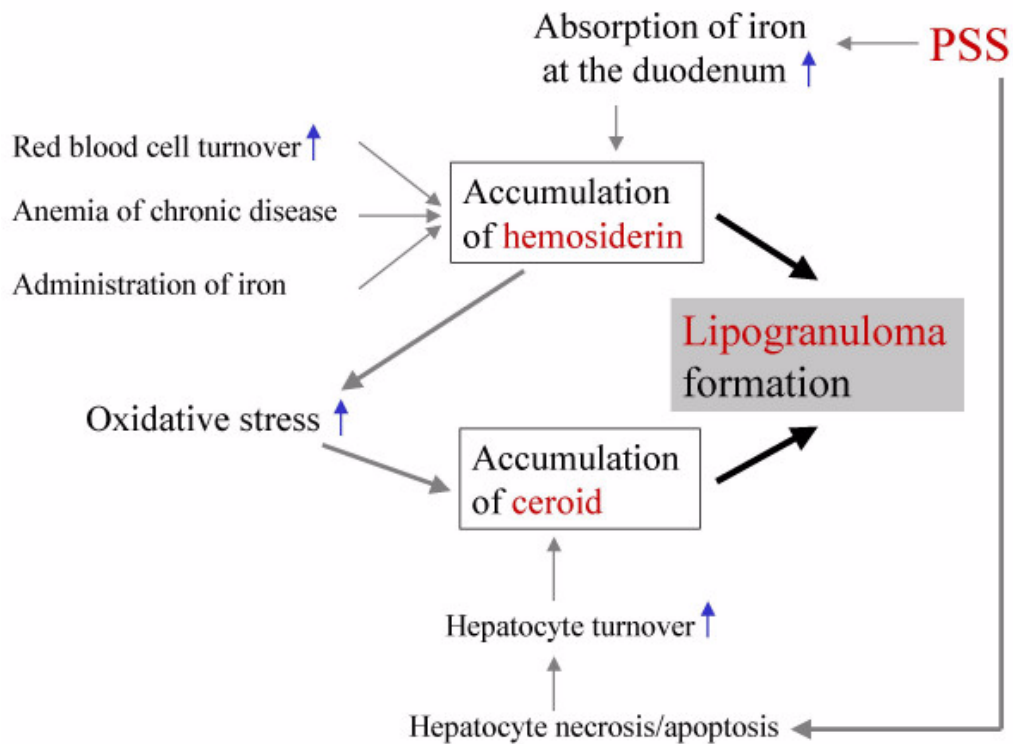 Absorption of iron
at the duodenum
PSS
Red blood cell turnover
Anemia of chronic disease
Administration of iron
Accumulation
of hemosiderin
Lipogranuloma
formation
Oxidative stress
Accumulation
of ceroid
Hepatocyte turnover
Hepatocyte necrosis/apoptosis